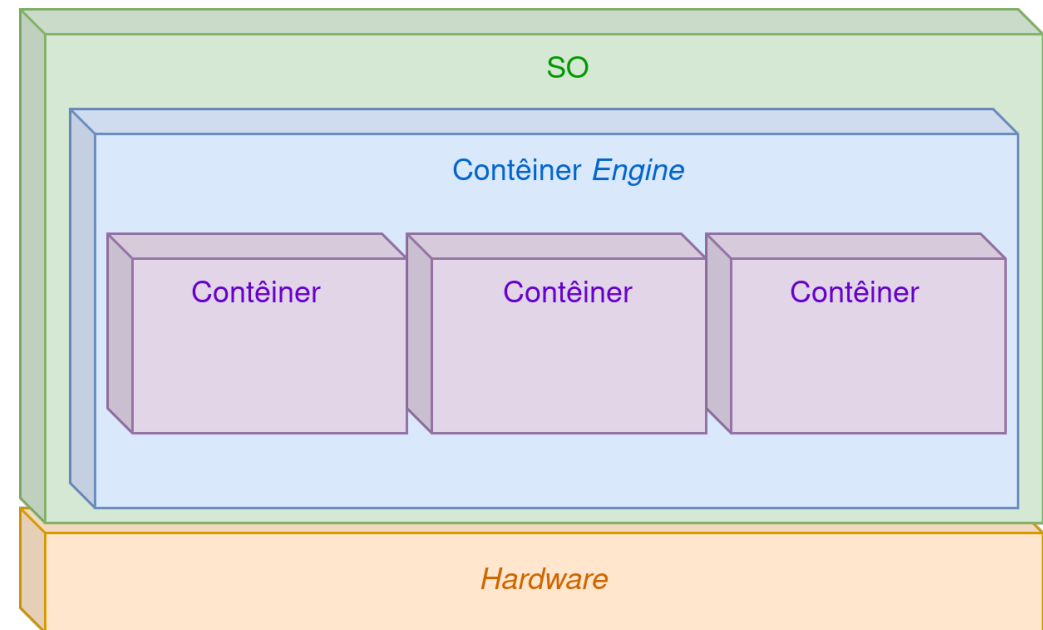 SO
Contêiner Engine
Contêiner
Contêiner
Contêiner
Hardware